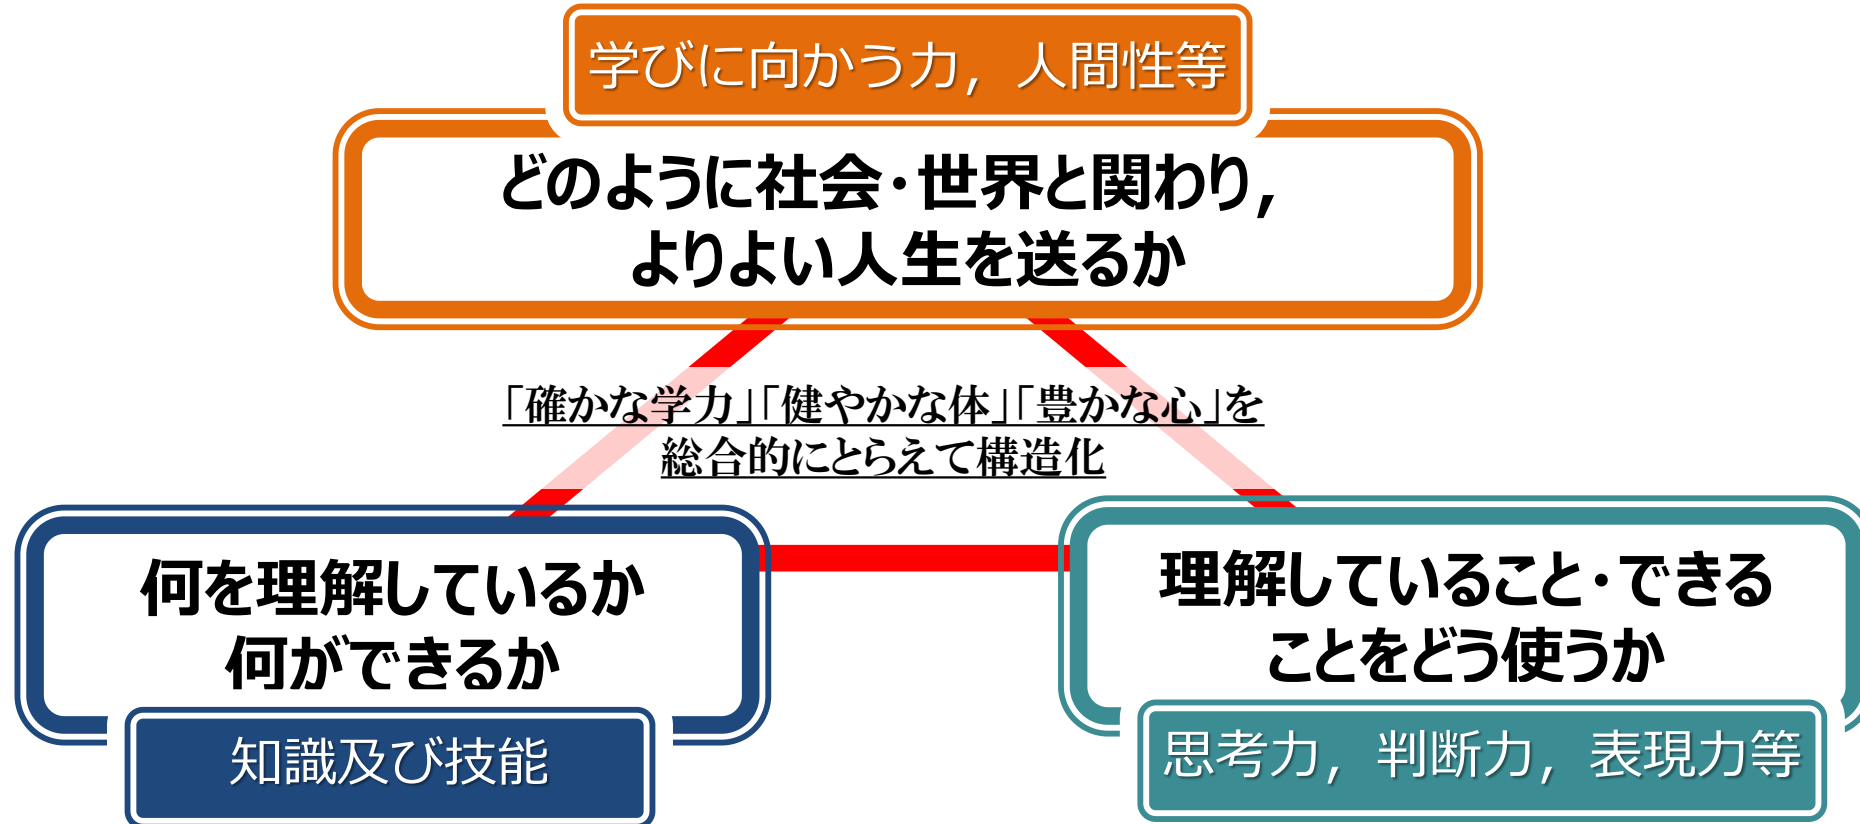 学びに向かう力，人間性等
どのように社会・世界と関わり，
よりよい人生を送るか
「確かな学力」「健やかな体」「豊かな心」を
総合的にとらえて構造化
何を理解しているか
何ができるか
知識及び技能
理解していること・できる
ことをどう使うか
思考力，判断力，表現力等